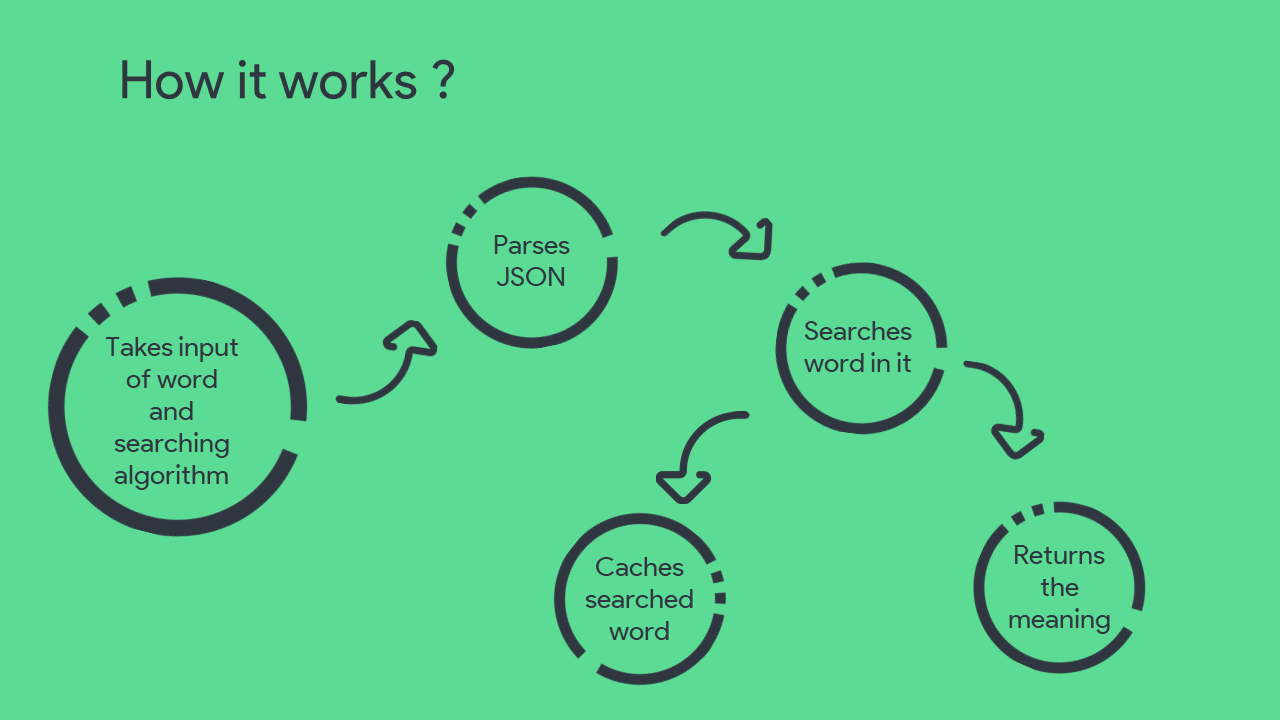 How it works ?
Takes input
of word
and
searching
algorithm
Parses
JSON
Searches
word in it
Caches
searched
word
Returns
the
meaning